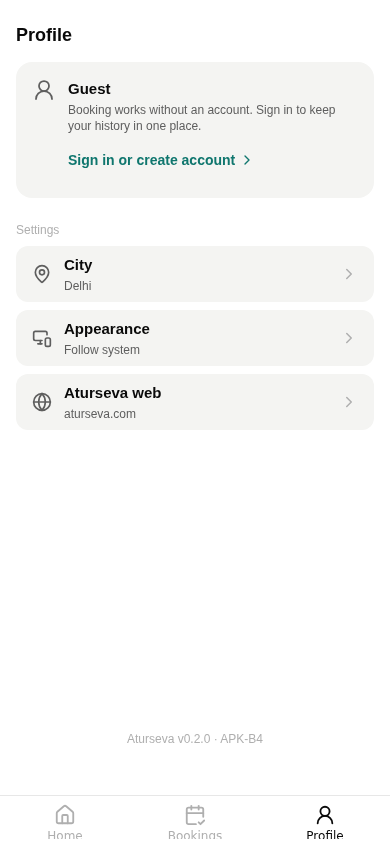 Profile
Guest
Booking works without an account. Sign in to keep
your history in one place.
Sign in or create account
Settings
City
Delhi
Appearance
Follow system
Aturseva web
aturseva.com
Aturseva v0.2.0 · APK-B4
Home
Bookings
Profile